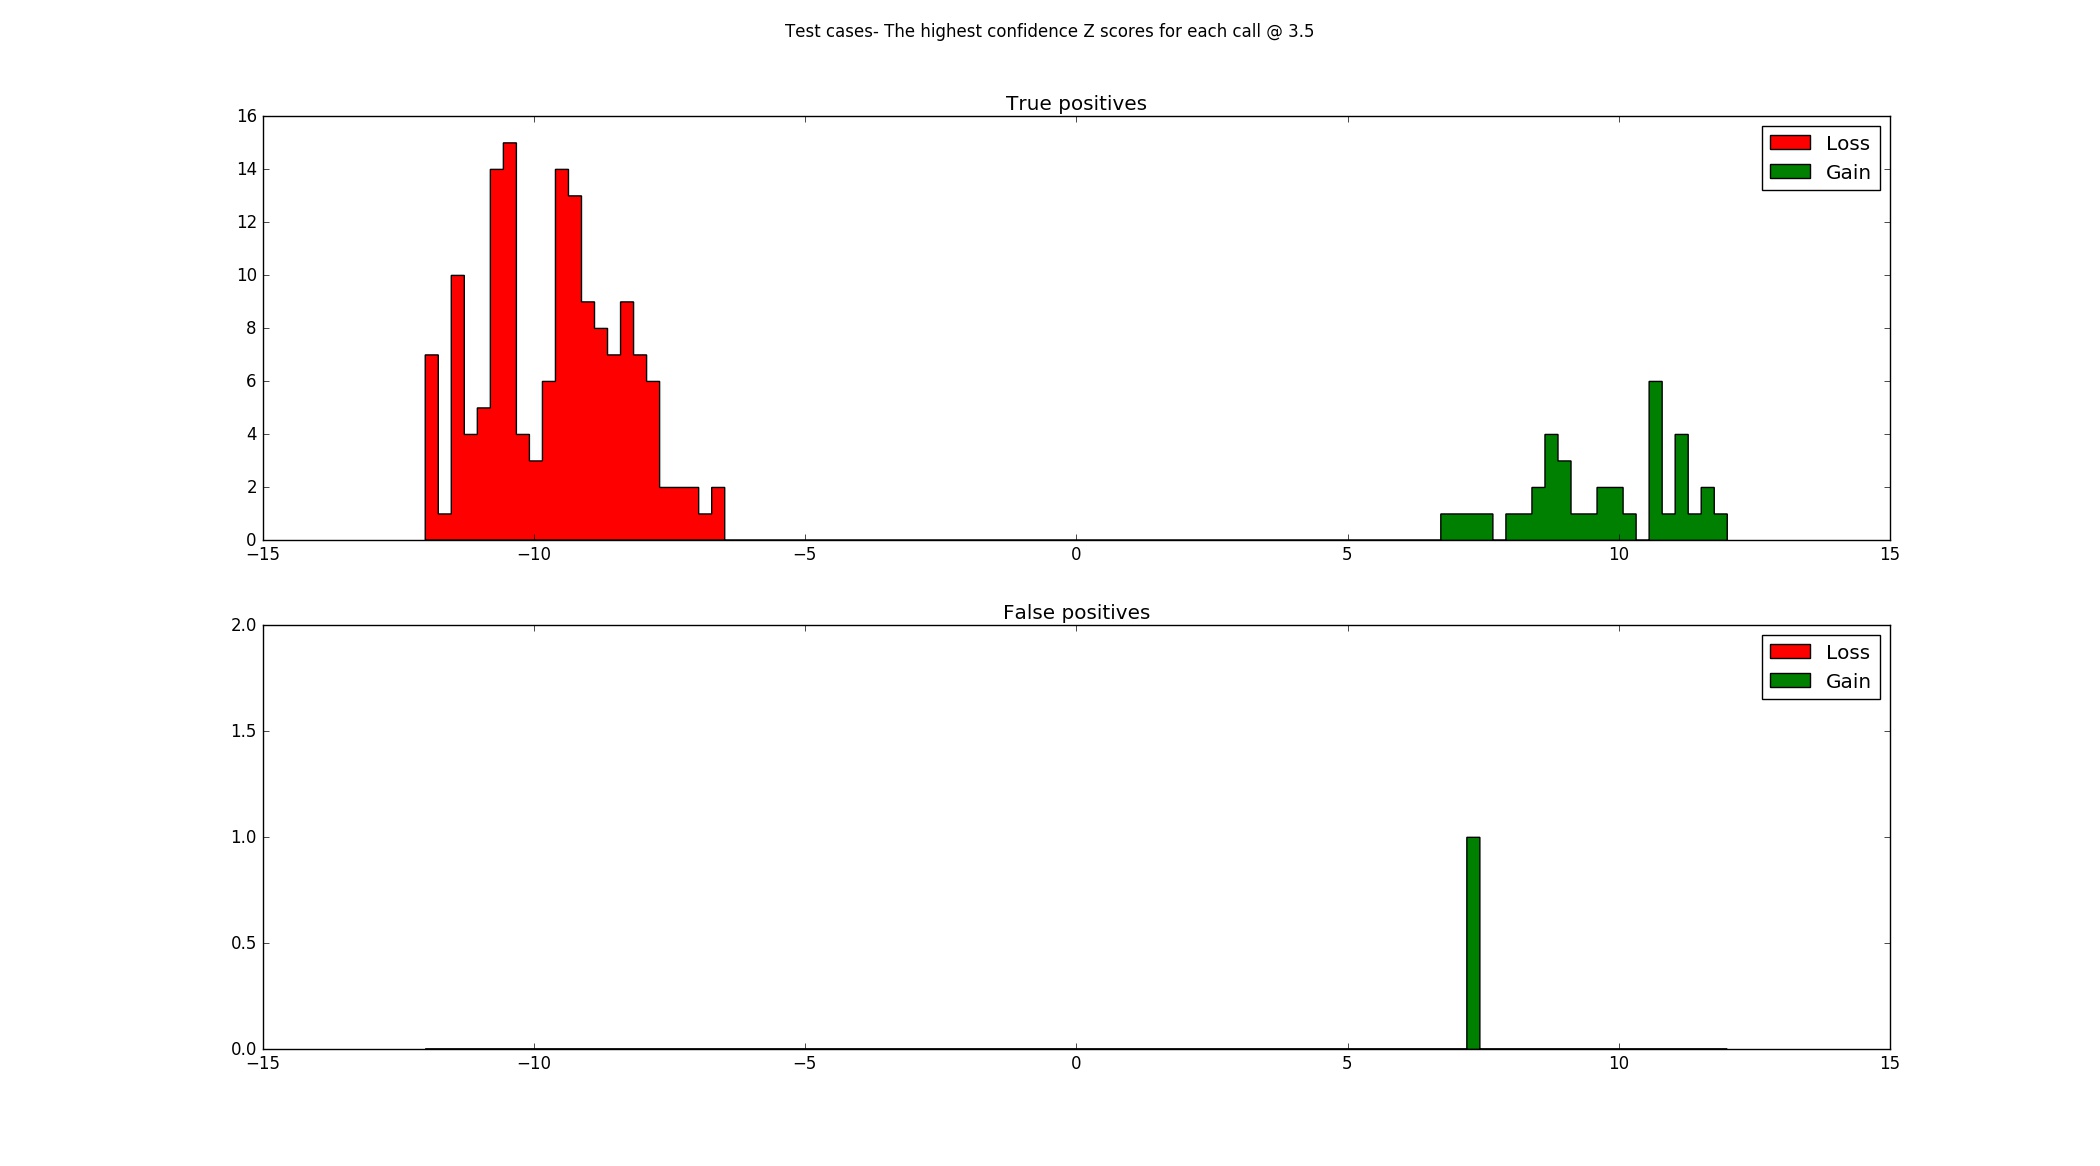 Test cases- The highest confidence Z scores for each call @ 3.5
True positives
16
14
12
10
8
6
4
2
0
Loss
Gain
−15 −10 −5 0 5 10 15
False positives
2.0
1.5
1.0
0.5
0.0
Loss
Gain
−15 −10 −5 0 5 10 15